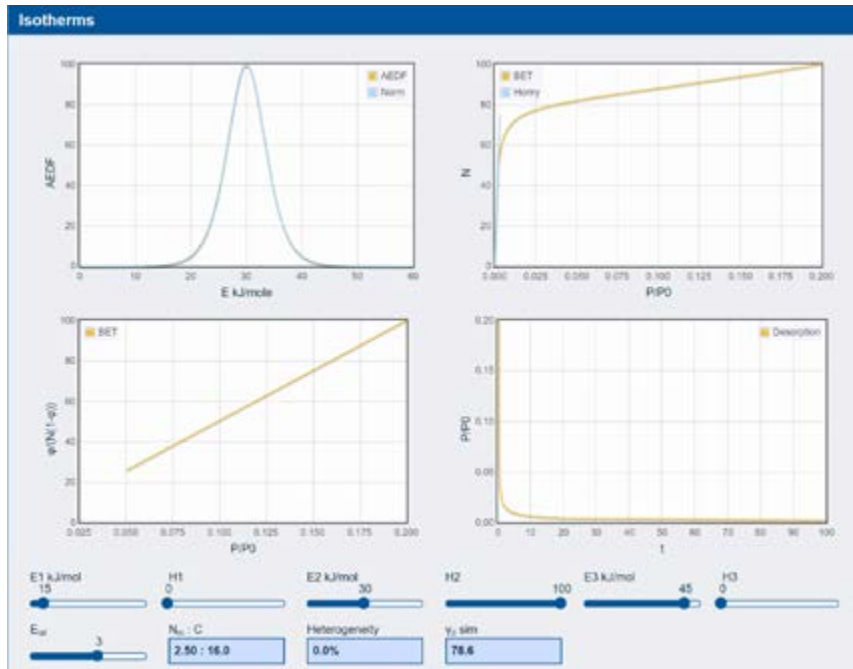 Isotherms
100
80
60
40
20
0
AEDF
AEDF
Norm
0 10 20 30 40 50 60
E kJ/mole
100
80
60
40
20
0
N
BET
Henry
0.000 0.025 0.050 0.075 0.100 0.125 0.150 0.175 0.200
P/P0
100
80
60
40
20
0
φ/(N(1-φ))
BET
0.025 0.050 0.075 0.100 0.125 0.150 0.175 0.200
P/P0
0.20
0.15
0.10
0.05
0.00
P/P0
Desorption
0 10 20 30 40 50 60 70 80 90 100
t
E1 kJ/mol H1 E2 kJ/mol H2 E3 kJ/mol H3
15 0 30 100 45 0
3 : C Heterogeneity sim
2.50 : 16.0 0.0% 78.6